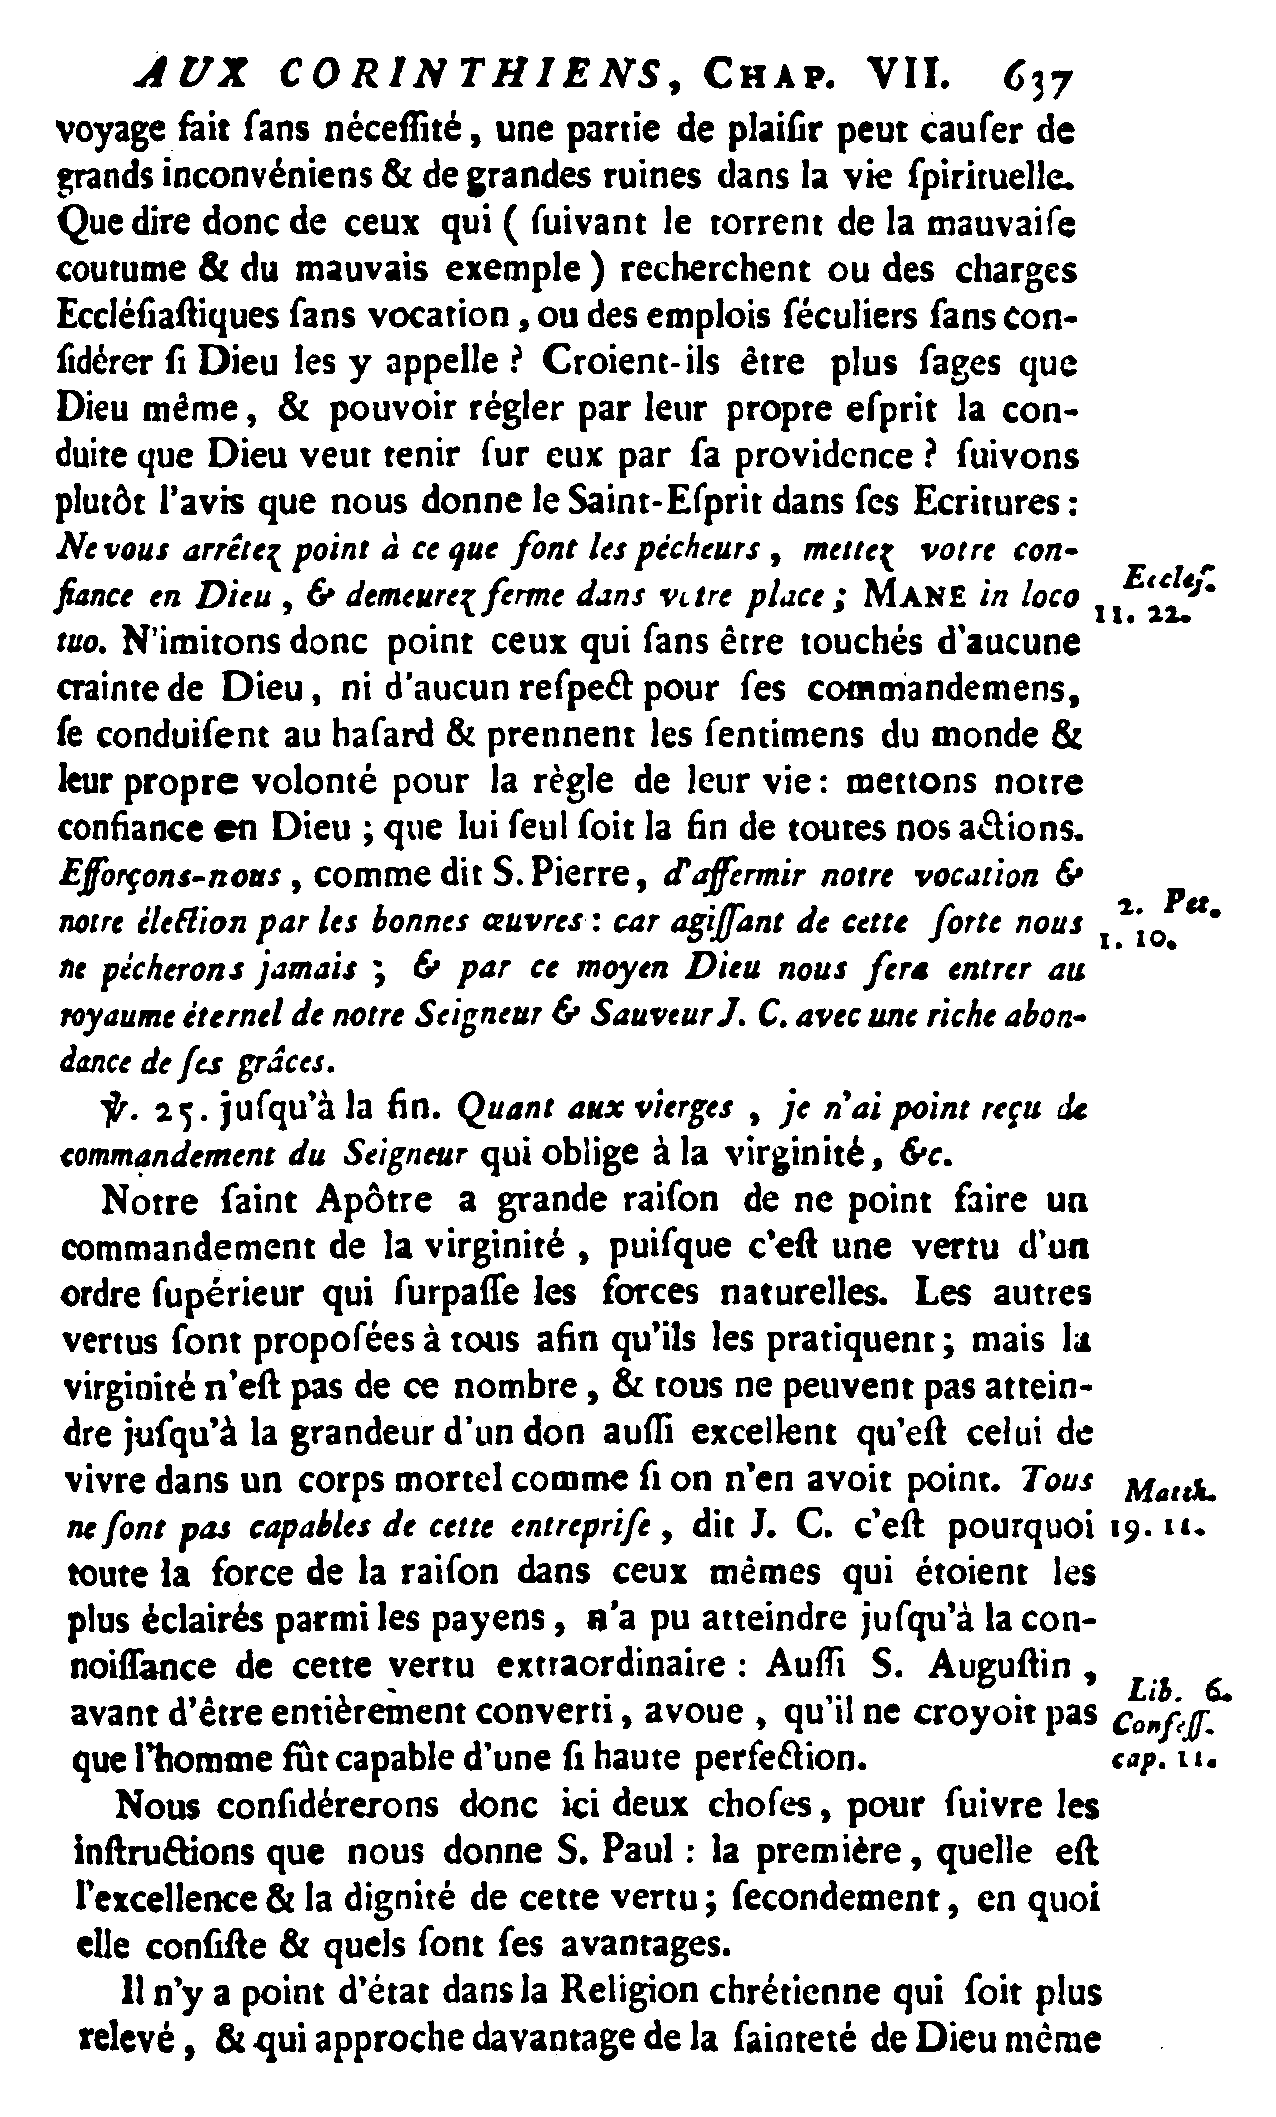 AUX CORINTHIENS, CHAP. VII. 637
voyage fait ſans néceſſité, une partie de plaiſir peut cauſer de
grands inconvéniens & de grandes ruines dans la vie ſpirituelle.
Que dire donc de ceux qui ( ſuivant le torrent de la mauvaiſe
coutume & du mauvais exemple ) recherchent ou des charges
Eccléſiaſtiques ſans vocation, ou des emplois ſéculiers ſans con-
ſidérer ſi Dieu les y appelle ? Croient-ils être plus ſages que
Dieu même, & pouvoir régler par leur propre eſprit la con-
duite que Dieu veut tenir ſur eux par ſa providence ? ſuivons
plutôt l'avis que nous donne le Saint-Eſprit dans ſes Ecritures :
Ne vous arrêtez point à ce que font les pécheurs, mettez votre con-
fiance en Dieu, & demeurez ferme dans votre place ; MANE in loco
Eccleſ.
11. 22.
tuo. N'imitons donc point ceux qui ſans être touchés d'aucune
crainte de Dieu, ni d'aucun reſpect pour ſes commandemens,
ſe conduiſent au haſard & prennent les ſentimens du monde &
leur propre volonté pour la règle de leur vie : mettons notre
confiance en Dieu ; que lui ſeul ſoit la fin de toutes nos actions.
Efforçons-nous, comme dit S. Pierre, d'affermir notre vocation &
notre élection par les bonnes œuvres : car agiſſant de cette ſorte nous
2. Pet.
1. 10.
ne pécherons jamais ; & par ce moyen Dieu nous fera entrer au
royaume éternel de notre Seigneur & Sauveur J. C. avec une riche abon-
dance de ſes grâces.
℣. 25. juſqu'à la fin. Quant aux vierges, je n'ai point reçu de
commandement du Seigneur qui oblige à la virginité, &c.
Notre ſaint Apôtre a grande raiſon de ne point faire un
commandement de la virginité, puiſque c'eſt une vertu d'un
ordre ſupérieur qui ſurpaſſe les forces naturelles. Les autres
vertus ſont propoſées à tous afin qu'ils les pratiquent ; mais la
virginité n'eſt pas de ce nombre, & tous ne peuvent pas attein-
dre juſqu'à la grandeur d'un don auſſi excellent qu'eſt celui de
vivre dans un corps mortel comme ſi on n'en avoit point. Tous
ne ſont pas capables de cette entrepriſe, dit J. C. c'eſt pourquoi
Matth.
19. 11.
toute la force de la raiſon dans ceux mêmes qui étoient les
plus éclairés parmi les payens, n'a pu atteindre juſqu'à la con-
noiſſance de cette vertu extraordinaire : Auſſi S. Auguſtin,
avant d'être entièrement converti, avoue, qu'il ne croyoit pas
que l'homme fût capable d'une ſi haute perfection.
Lib. 6.
Confeſſ.
cap. 11.
Nous conſidérerons donc ici deux choſes, pour ſuivre les
inſtructions que nous donne S. Paul : la première, quelle eſt
l'excellence & la dignité de cette vertu ; ſecondement, en quoi
elle conſiſte & quels ſont ſes avantages.
Il n'y a point d'état dans la Religion chrétienne qui ſoit plus
relevé, & qui approche davantage de la ſainteté de Dieu même